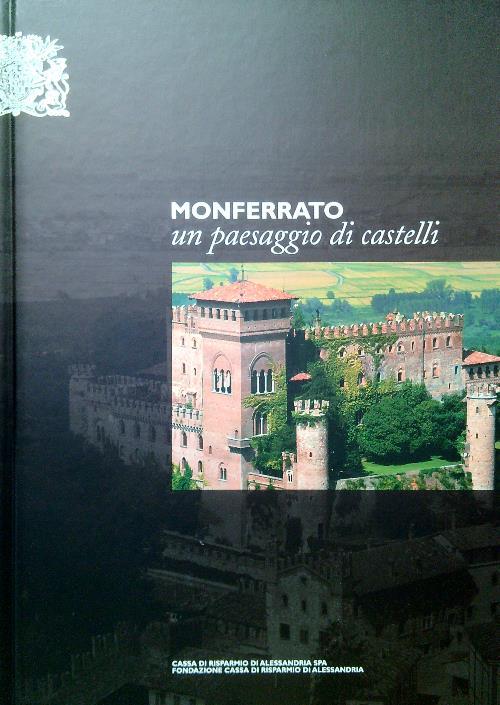 MONFERRATO
un paesaggio di castelli
CASSA DI RISPARMIO DI ALESSANDRIA SPA
FONDAZIONE CASSA DI RISPARMIO DI ALESSANDRIA